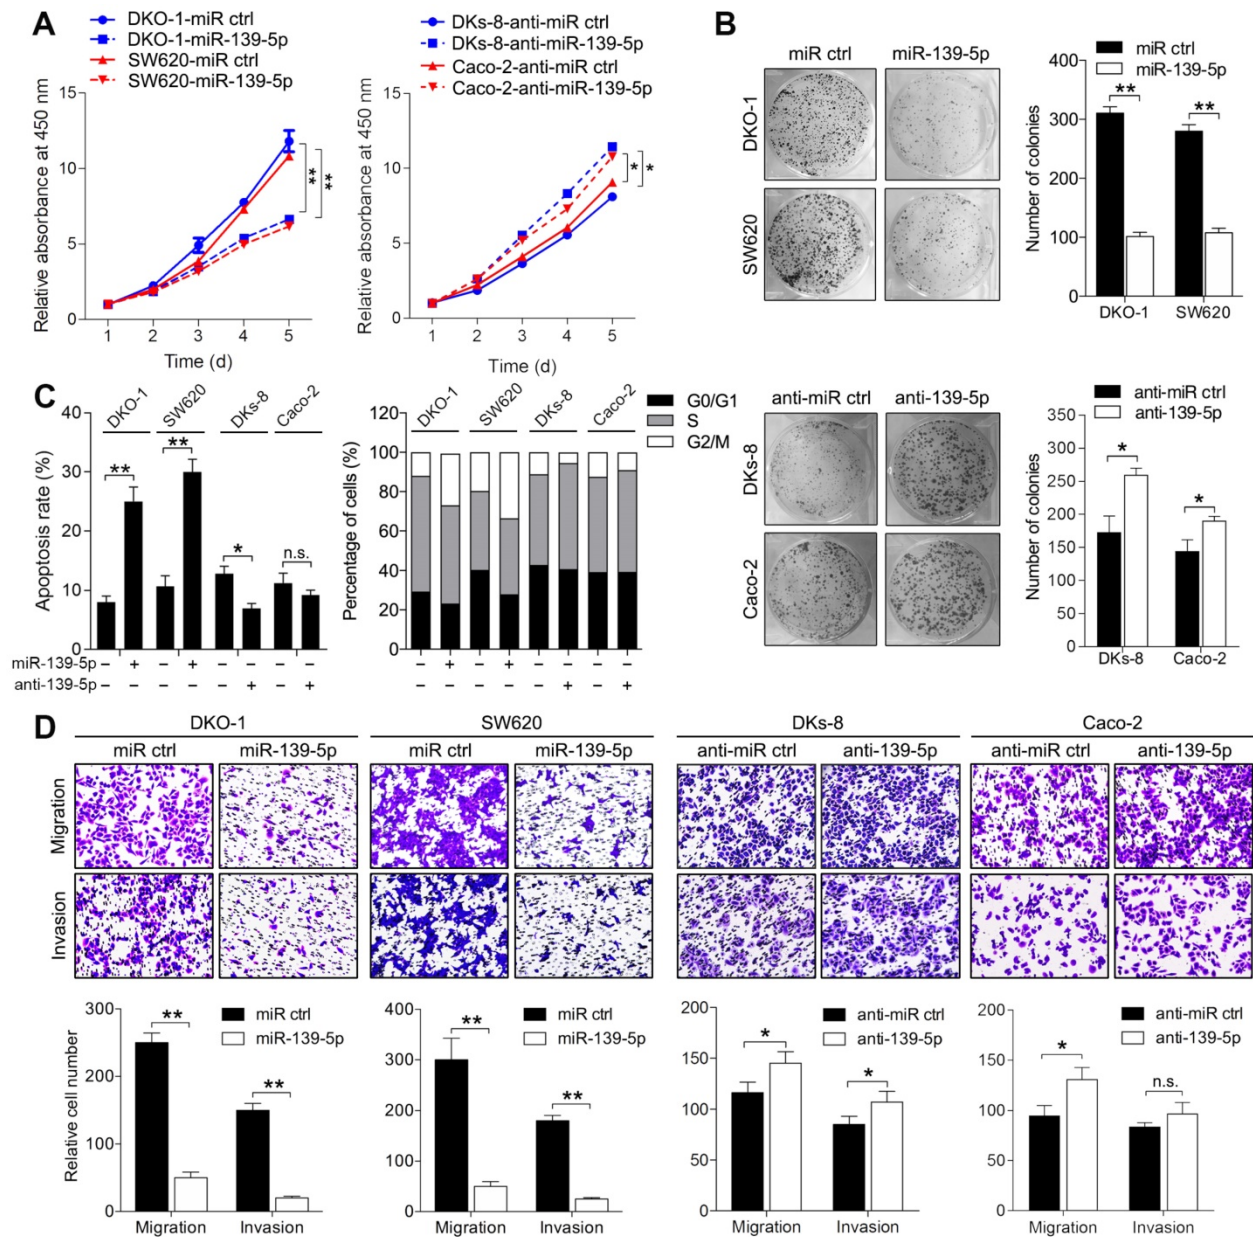 A
DKO-1-miR ctrl
DKO-1-miR-139-5p
SW620-miR ctrl
SW620-miR-139-5p
Relative absorbance at 450 nm
15
10
5
0
1 2 3 4 5
Time (d)
**
**
DKs-8-anti-miR ctrl
DKs-8-anti-miR-139-5p
Caco-2-anti-miR ctrl
Caco-2-anti-miR-139-5p
Relative absorbance at 450 nm
15
10
5
0
1 2 3 4 5
Time (d)
*
*
B
miR ctrl miR-139-5p
DKO-1
SW620
miR ctrl
miR-139-5p
Number of colonies
400
300
200
100
0
** **
DKO-1 SW620
anti-miR ctrl anti-139-5p
DKs-8
Caco-2
anti-miR ctrl
anti-139-5p
Number of colonies
350
300
250
200
150
100
50
0
* *
DKs-8 Caco-2
C
DKO-1 SW620 DKs-8 Caco-2
Apoptosis rate (%)
40
30
20
10
0
** ** * n.s.
miR-139-5p − + − + − − − −
anti-139-5p − − − − − + − +
DKO-1 SW620 DKs-8 Caco-2
G0/G1
S
G2/M
Percentage of cells (%)
120
100
80
60
40
20
0
− + − + − − − −
− − − − − + − +
D
DKO-1 SW620 DKs-8 Caco-2
miR ctrl miR-139-5p miR ctrl miR-139-5p anti-miR ctrl anti-139-5p anti-miR ctrl anti-139-5p
Migration
Invasion
Relative cell number
300
200
100
0
miR ctrl
miR-139-5p
** **
Migration Invasion
400
300
200
100
0
miR ctrl
miR-139-5p
** **
Migration Invasion
200
150
100
50
0
anti-miR ctrl
anti-139-5p
* *
Migration Invasion
200
150
100
50
0
anti-miR ctrl
anti-139-5p
* n.s.
Migration Invasion